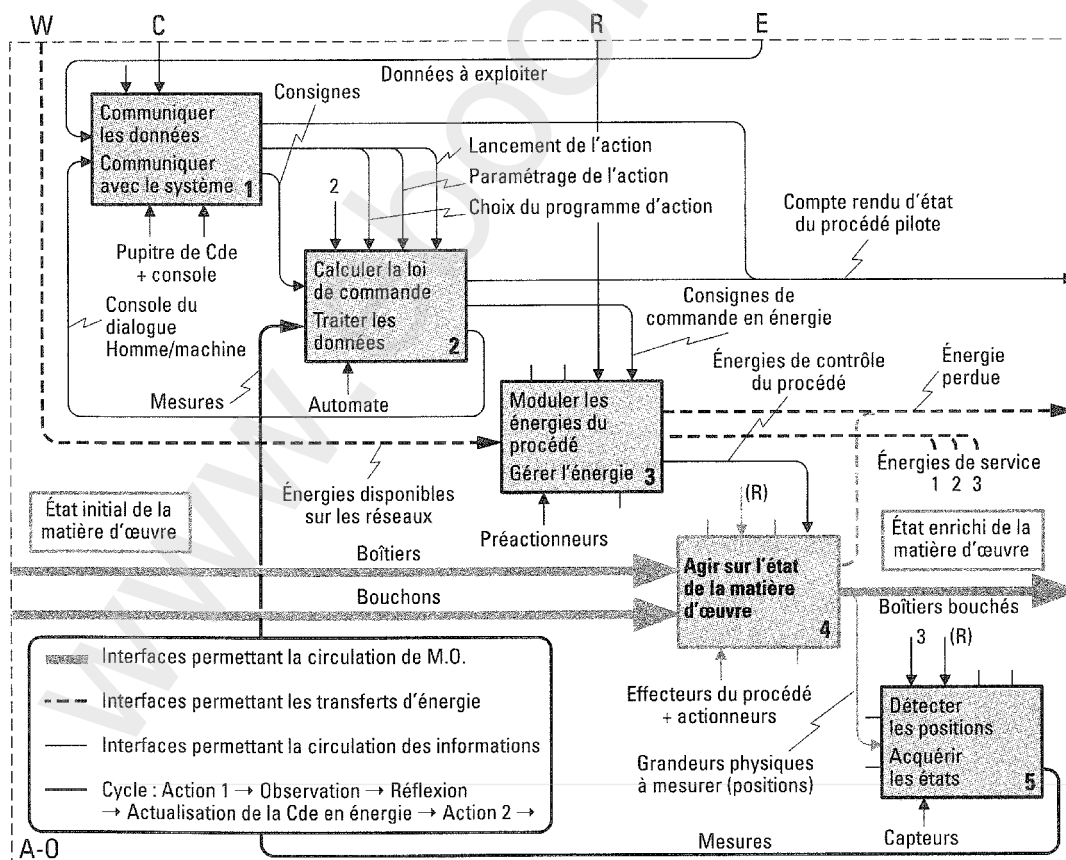 W
C
R
E
Données à exploiter
Consignes
Communiquer
les données
Communiquer
avec le système
1
Lancement de l'action
Paramétrage de l'action
Choix du programme d'action
2
Pupitre de Cde
+ console
Compte rendu d'état
du procédé pilote
Calculer la loi
de commande
Traiter les
données
2
Console du
dialogue
Homme/machine
Consignes de
commande en énergie
Mesures
Automate
Énergies de contrôle
du procédé
Énergie
perdue
Moduler les
énergies du
procédé
Gérer l'énergie
3
Énergies de service
1 2 3
Énergies disponibles
sur les réseaux
Préactionneurs
(R)
État initial de la
matière d'œuvre
État enrichi de la
matière d'œuvre
Boîtiers
Bouchons
Agir sur l'état
de la matière
d'œuvre
4
Boîtiers bouchés
3
(R)
Interfaces permettant la circulation de M.O.
Interfaces permettant les transferts d'énergie
Interfaces permettant la circulation des informations
Cycle : Action 1 → Observation → Réflexion
→ Actualisation de la Cde en énergie → Action 2 →
Effecteurs du procédé
+ actionneurs
Grandeurs physiques
à mesurer (positions)
Détecter
les positions
Acquérir
les états
5
Capteurs
Mesures
A-0
www.boo